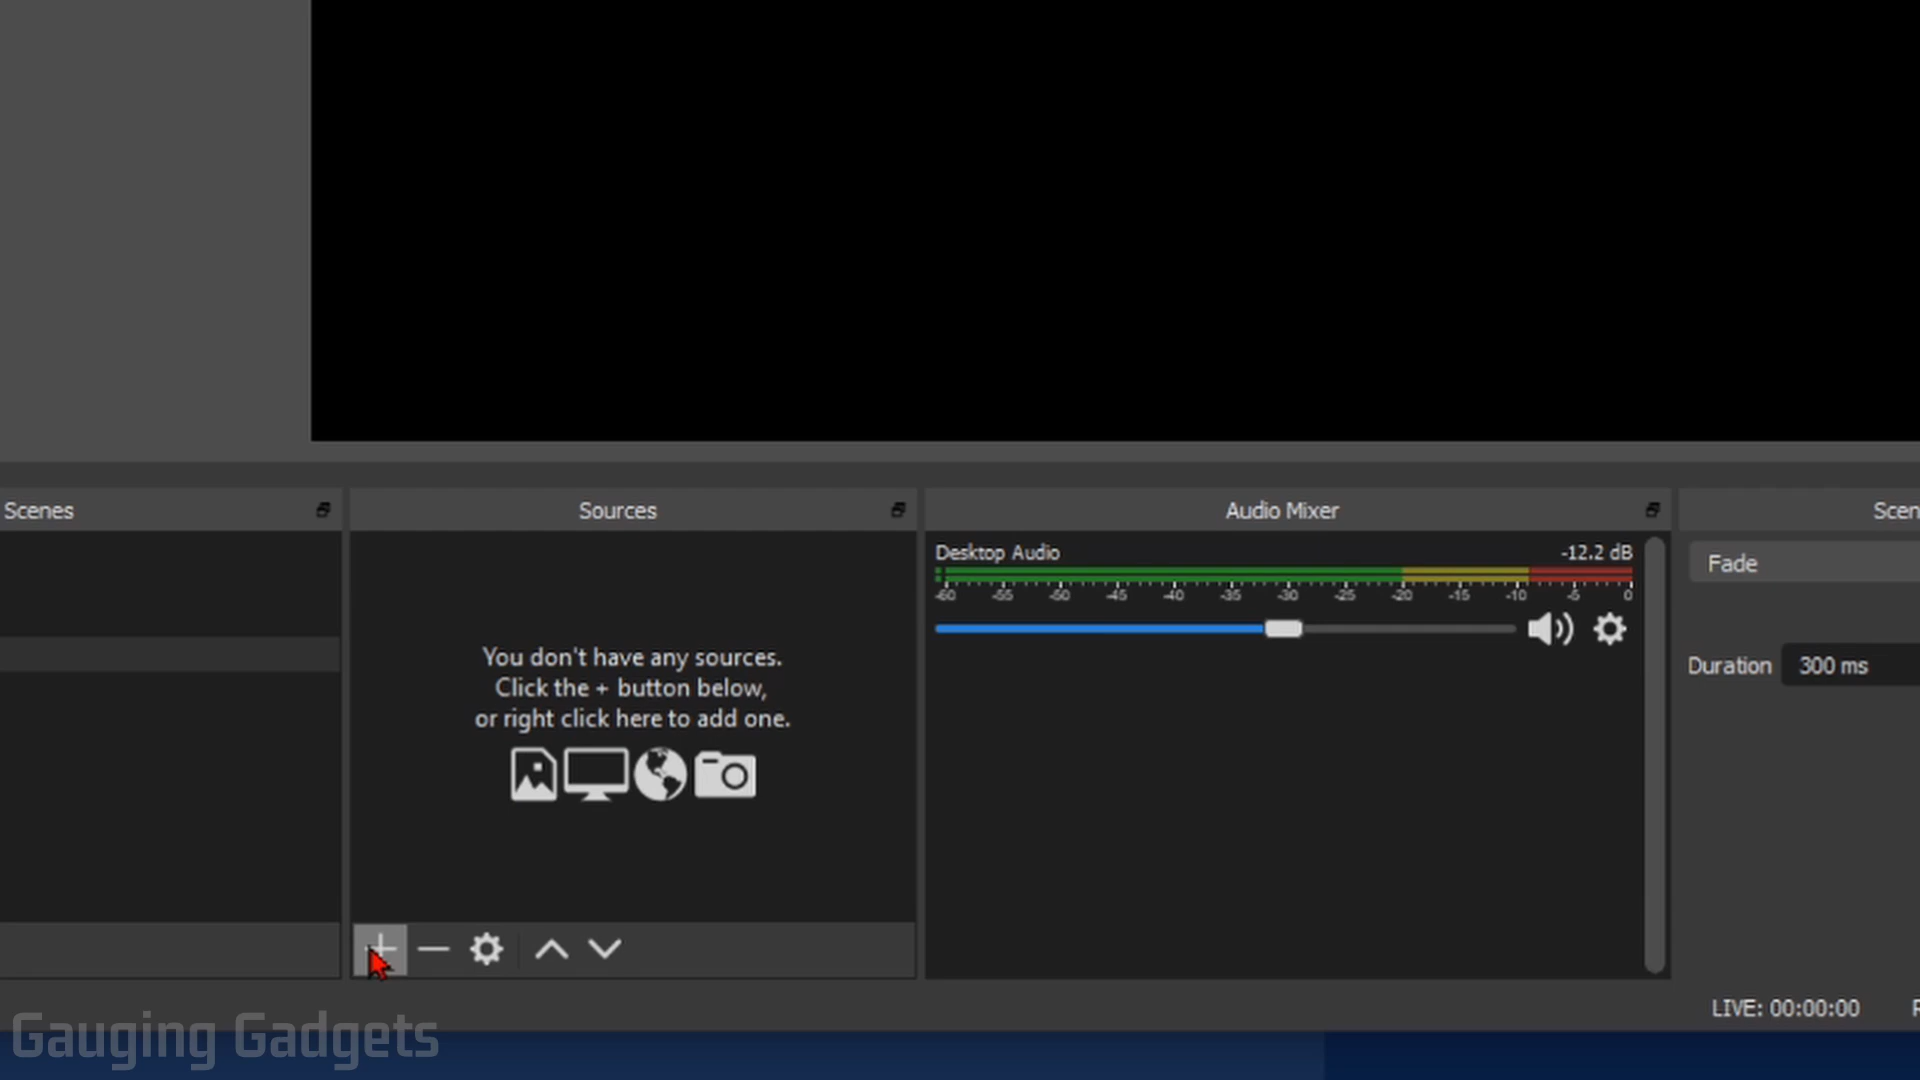 Scenes
Sources
Audio Mixer
Scen
Desktop Audio
-12.2 dB
-60 -55 -50 -45 -40 -35 -30 -25 -20 -15 -10 -5 0
Fade
Duration
300 ms
You don't have any sources.
Click the + button below,
or right click here to add one.
LIVE: 00:00:00
Gauging Gadgets